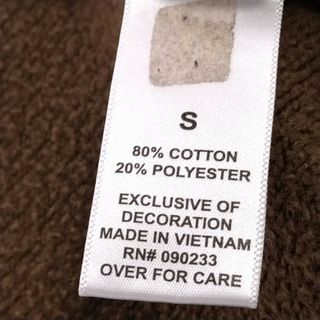 S
80% COTTON
20% POLYESTER
EXCLUSIVE OF
DECORATION
MADE IN VIETNAM
RN# 090233
OVER FOR CARE